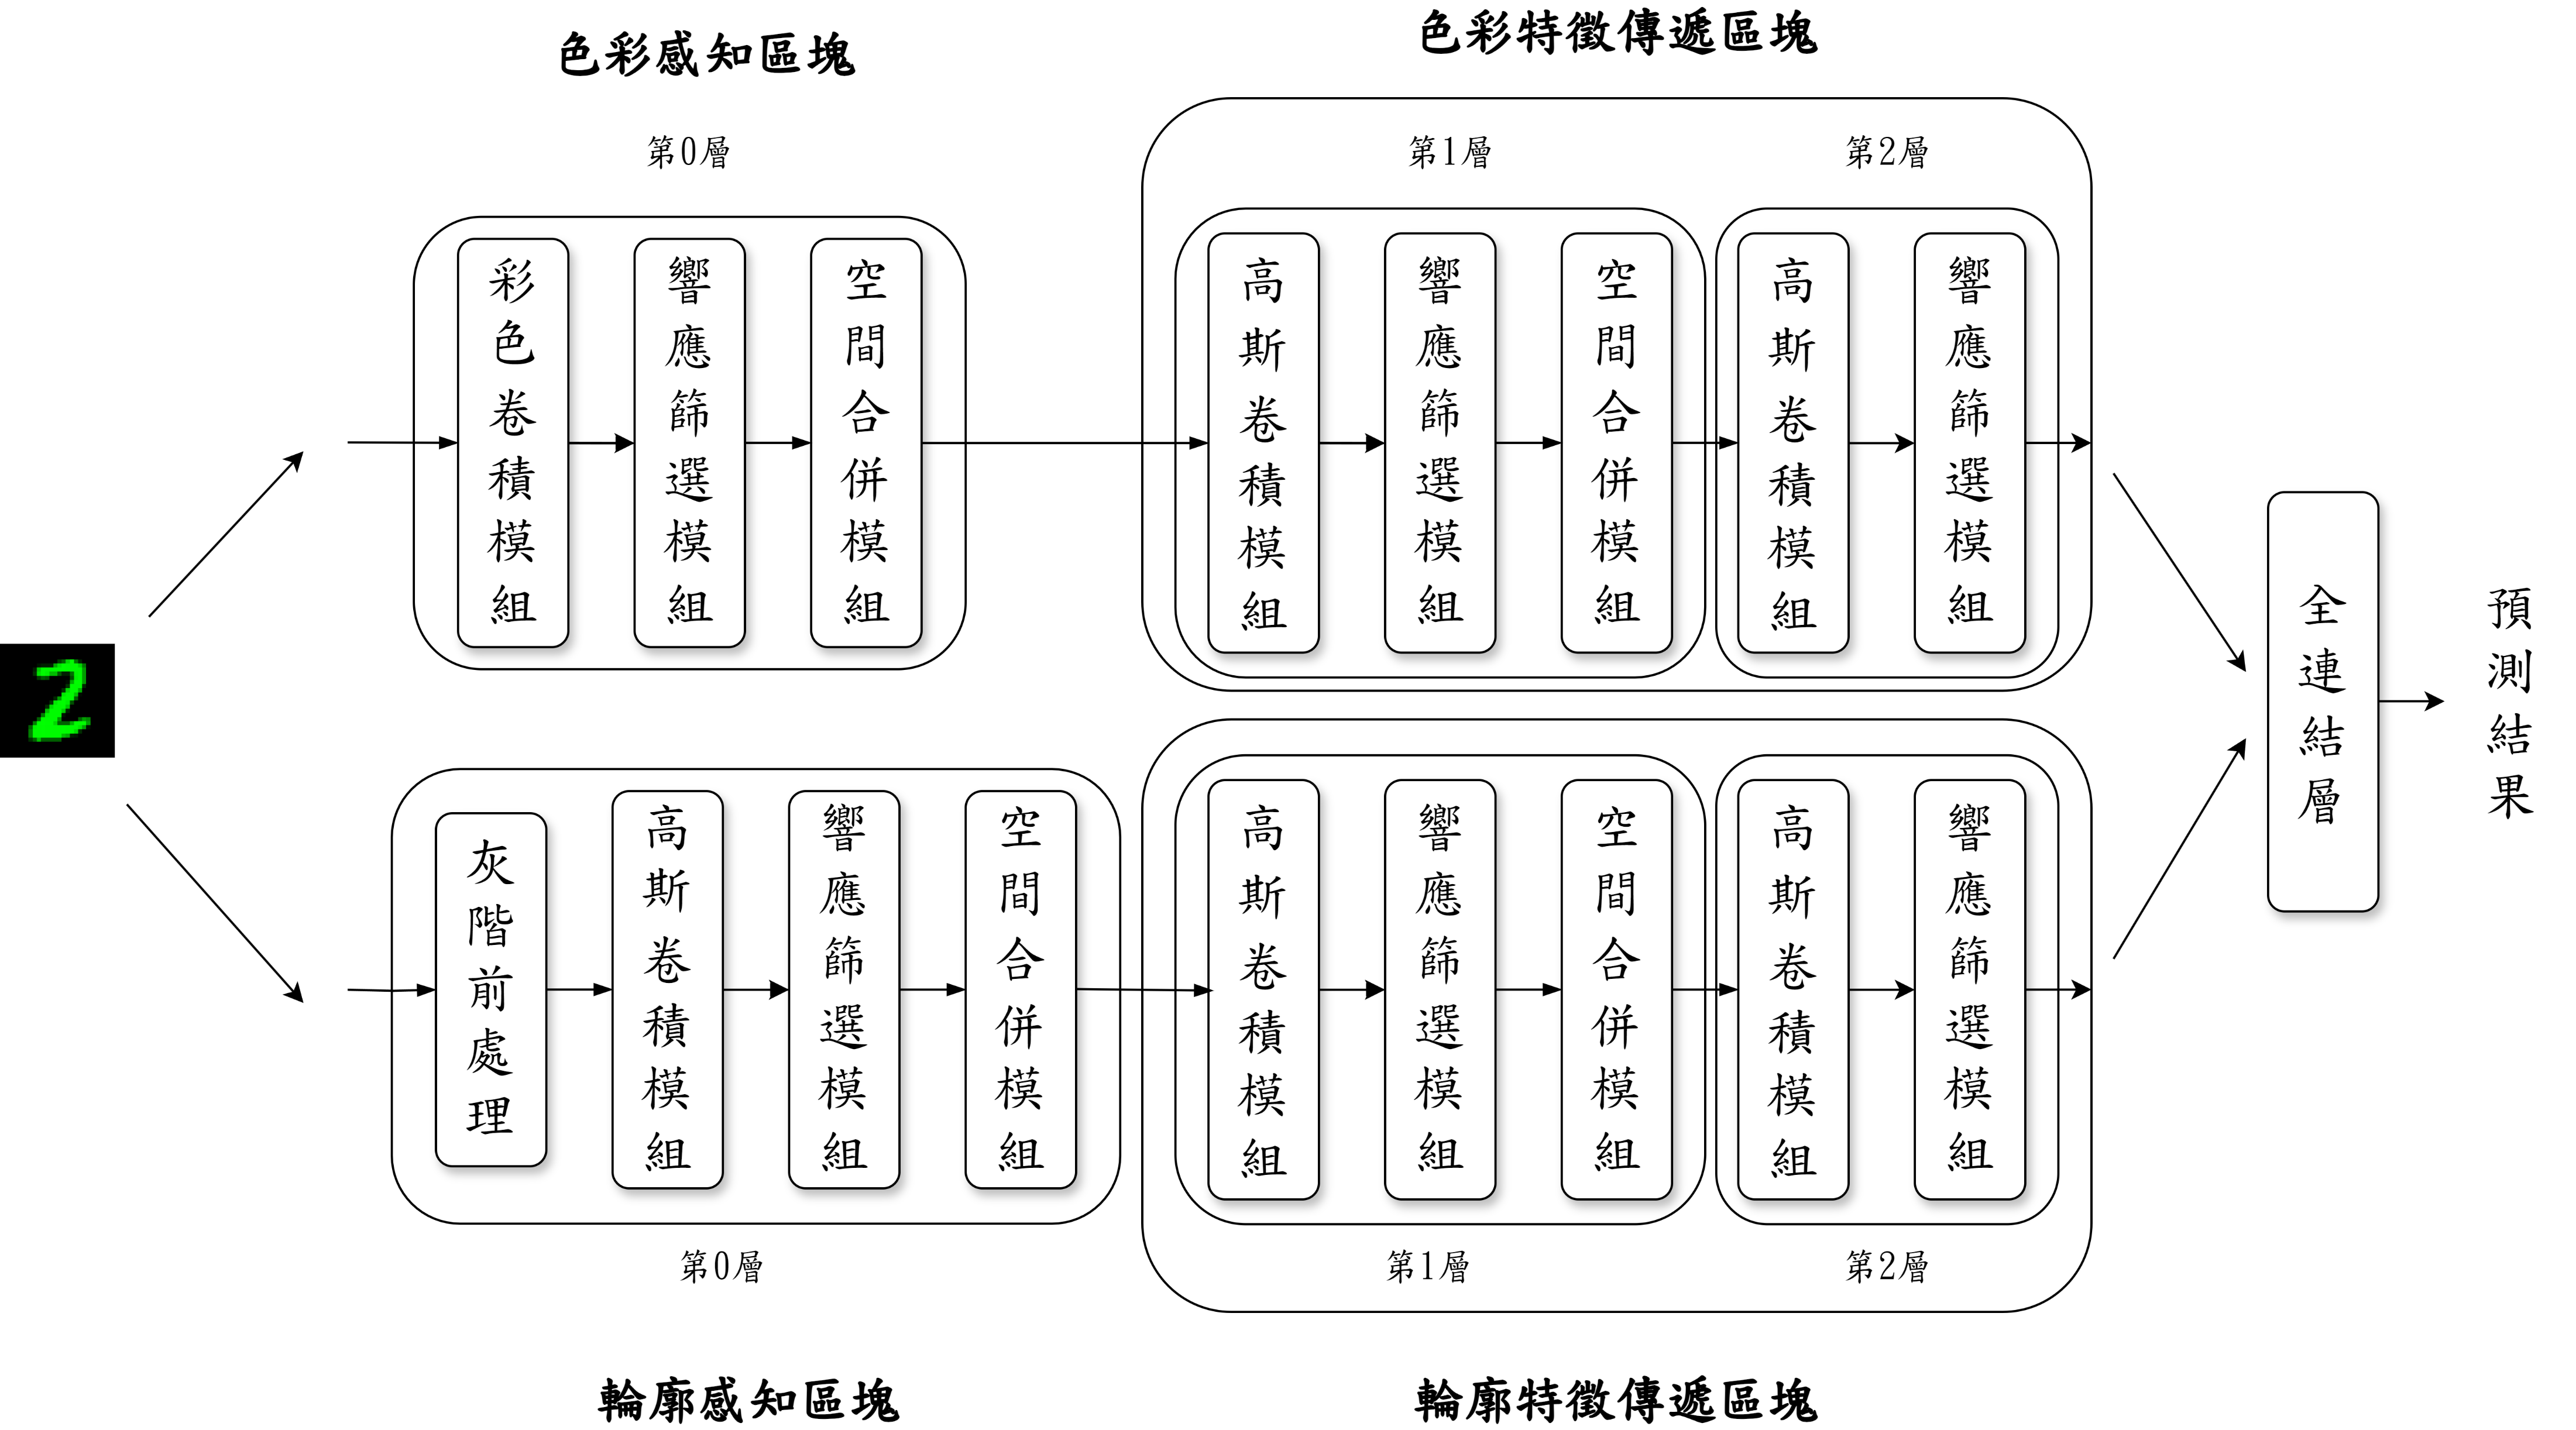 色彩感知區塊
色彩特徵傳遞區塊
第0層
第1層
第2層
彩色卷積模組
響應篩選模組
空間合併模組
高斯卷積模組
響應篩選模組
空間合併模組
高斯卷積模組
響應篩選模組
2
灰階前處理
高斯卷積模組
響應篩選模組
空間合併模組
高斯卷積模組
響應篩選模組
空間合併模組
高斯卷積模組
響應篩選模組
全連結層
預測結果
第0層
第1層
第2層
輪廓感知區塊
輪廓特徵傳遞區塊